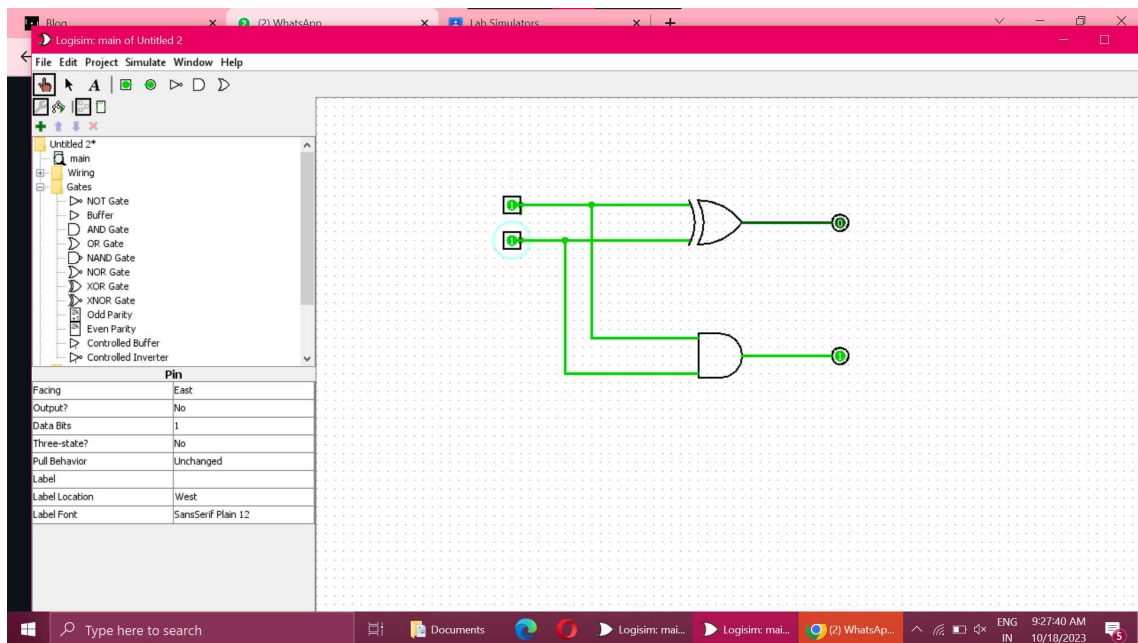 Blog
2
(2) WhatsApp
Lab Simulators
Logisim: main of Untitled 2
File Edit Project Simulate Window Help
A
Untitled 2*
main
Wiring
Gates
NOT Gate
Buffer
AND Gate
OR Gate
NAND Gate
NOR Gate
XOR Gate
XNOR Gate
Odd Parity
Even Parity
Controlled Buffer
Controlled Inverter
Pin
Facing East
Output? No
Data Bits 1
Three-state? No
Pull Behavior Unchanged
Label
Label Location West
Label Font SansSerif Plain 12
1
0
1
1
Type here to search
Documents
Logisim: mai...
Logisim: mai...
(2) WhatsAp...
ENG
IN
9:27:40 AM
10/18/2023
5